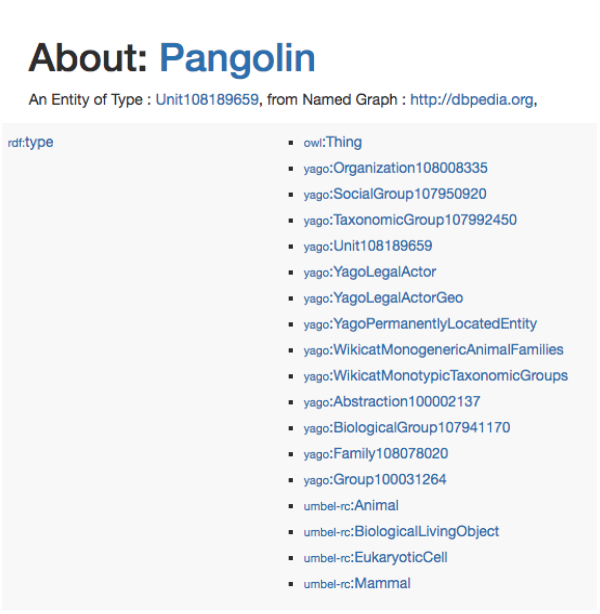 About: Pangolin
An Entity of Type : Unit108189659, from Named Graph : http://dbpedia.org,
rdf:type
▪ owl:Thing
▪ yago:Organization108008335
▪ yago:SocialGroup107950920
▪ yago:TaxonomicGroup107992450
▪ yago:Unit108189659
▪ yago:YagoLegalActor
▪ yago:YagoLegalActorGeo
▪ yago:YagoPermanentlyLocatedEntity
▪ yago:WikicatMonogenericAnimalFamilies
▪ yago:WikicatMonotypicTaxonomicGroups
▪ yago:Abstraction100002137
▪ yago:BiologicalGroup107941170
▪ yago:Family108078020
▪ yago:Group100031264
▪ umbel-rc:Animal
▪ umbel-rc:BiologicalLivingObject
▪ umbel-rc:EukaryoticCell
▪ umbel-rc:Mammal